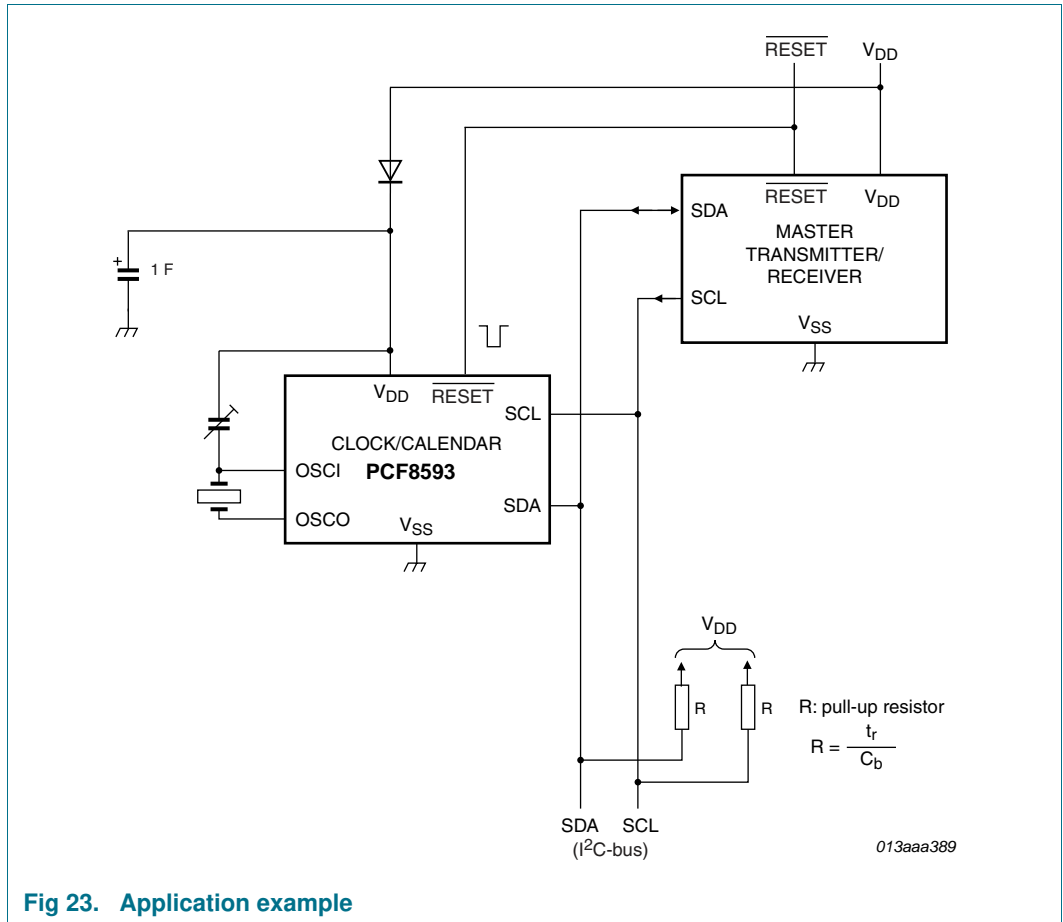 RESET VDD
RESET VDD
SDA
MASTER
TRANSMITTER/
RECEIVER
SCL
VSS
+ 1 F
VDD RESET
SCL
CLOCK/CALENDAR
OSCI PCF8593
SDA
OSCO
VSS
VDD
R R
R: pull-up resistor
R = tr / Cb
SDA SCL
(I2C-bus)
013aaa389
Fig 23. Application example